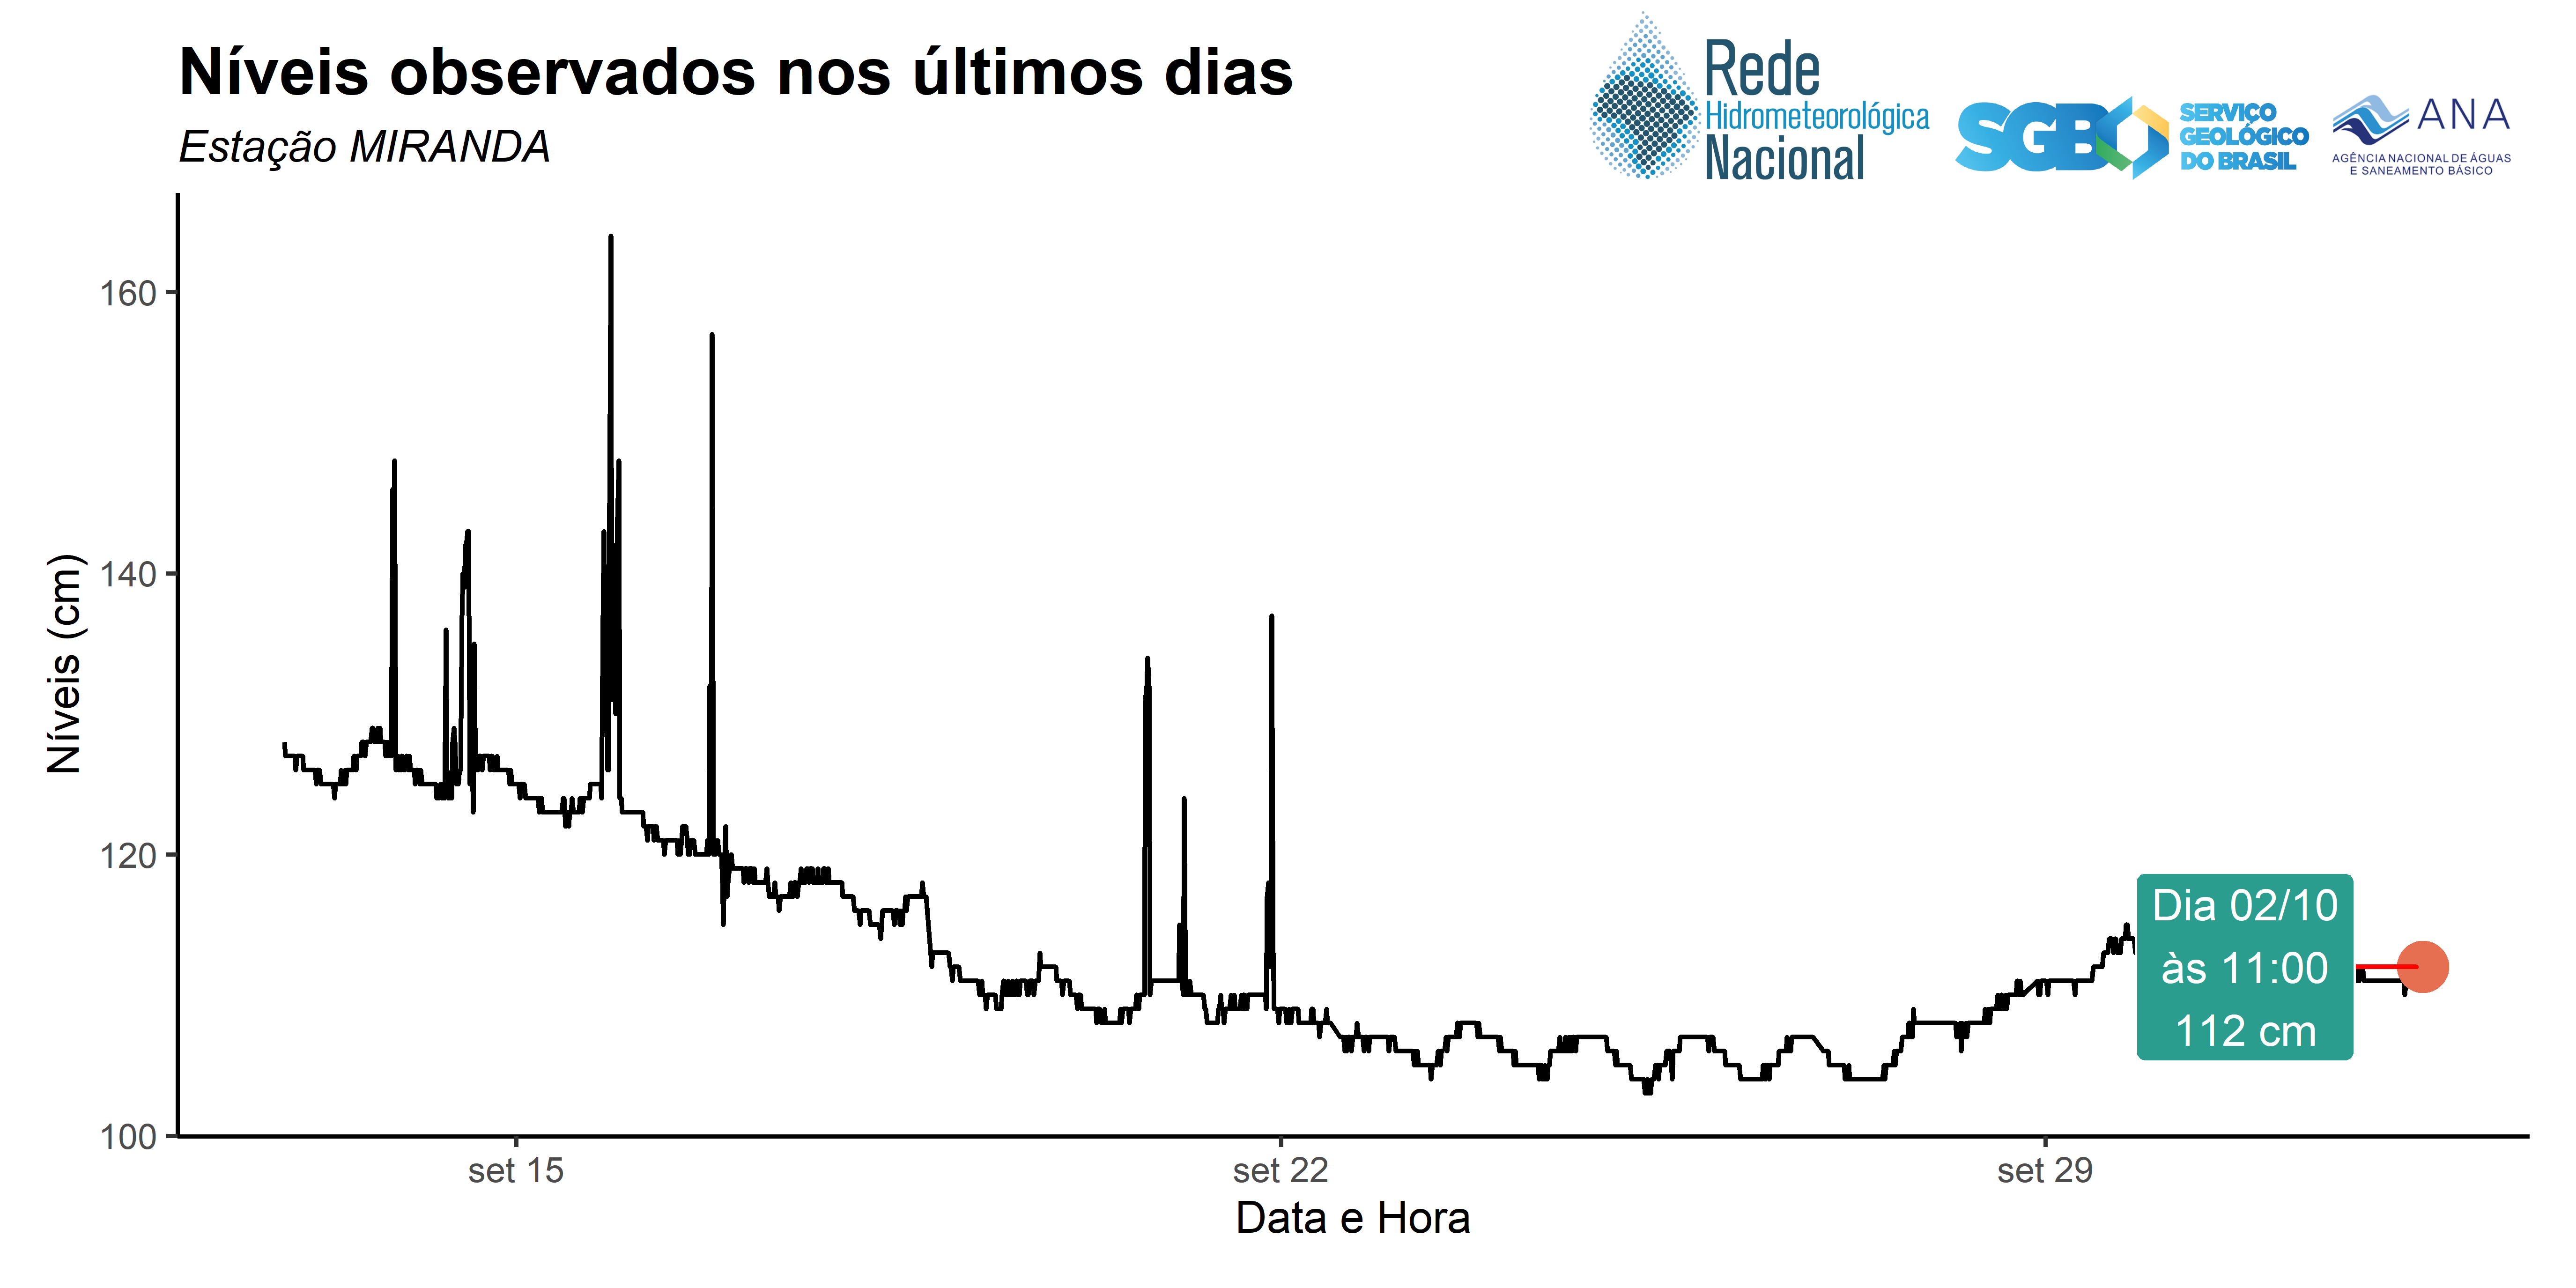 Níveis observados nos últimos dias
Estação MIRANDA
Rede
Hidrometeorológica
Nacional
SGB
SERVIÇO
GEOLÓGICO
DO BRASIL
ANA
AGÊNCIA NACIONAL DE ÁGUAS
E SANEAMENTO BÁSICO
Níveis (cm)
160
140
120
100
Dia 02/10
às 11:00
112 cm
set 15
set 22
set 29
Data e Hora